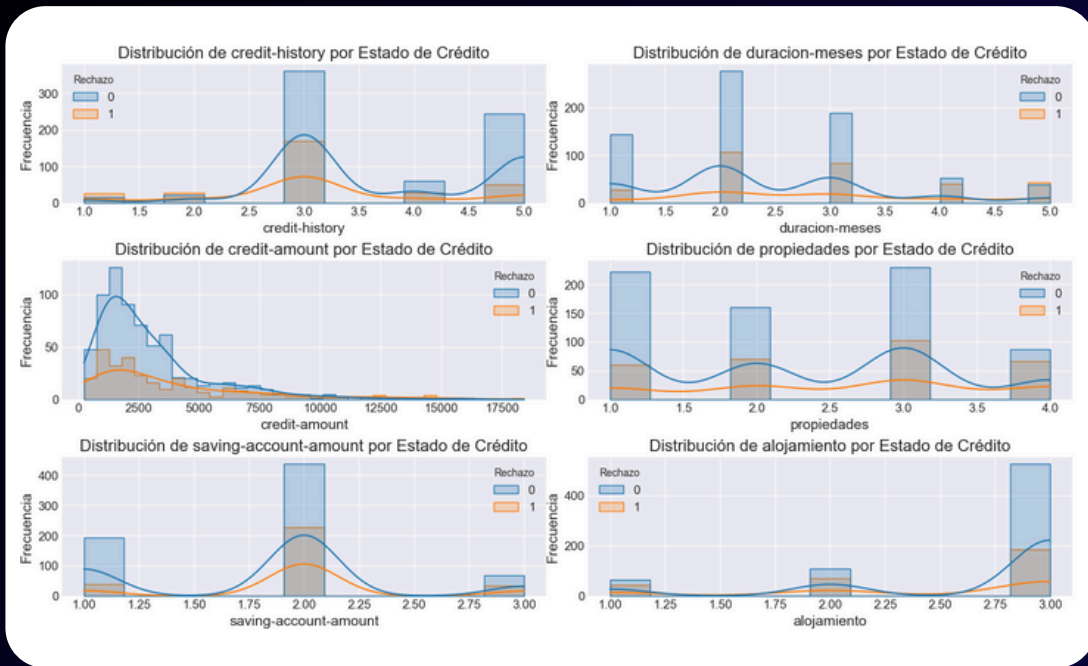 Distribución de credit-history por Estado de Crédito
Rechazo
0
1
Frecuencia
300
200
100
0
1.0 1.5 2.0 2.5 3.0 3.5 4.0 4.5 5.0
credit-history
Distribución de duracion-meses por Estado de Crédito
Rechazo
0
1
Frecuencia
200
100
0
1.0 1.5 2.0 2.5 3.0 3.5 4.0 4.5 5.0
duracion-meses
Distribución de credit-amount por Estado de Crédito
Rechazo
0
1
Frecuencia
100
50
0
0 2500 5000 7500 10000 12500 15000 17500
credit-amount
Distribución de propiedades por Estado de Crédito
Rechazo
0
1
Frecuencia
200
150
100
50
0
1.0 1.5 2.0 2.5 3.0 3.5 4.0
propiedades
Distribución de saving-account-amount por Estado de Crédito
Rechazo
0
1
Frecuencia
400
300
200
100
0
1.00 1.25 1.50 1.75 2.00 2.25 2.50 2.75 3.00
saving-account-amount
Distribución de alojamiento por Estado de Crédito
Rechazo
0
1
Frecuencia
400
200
0
1.00 1.25 1.50 1.75 2.00 2.25 2.50 2.75 3.00
alojamiento